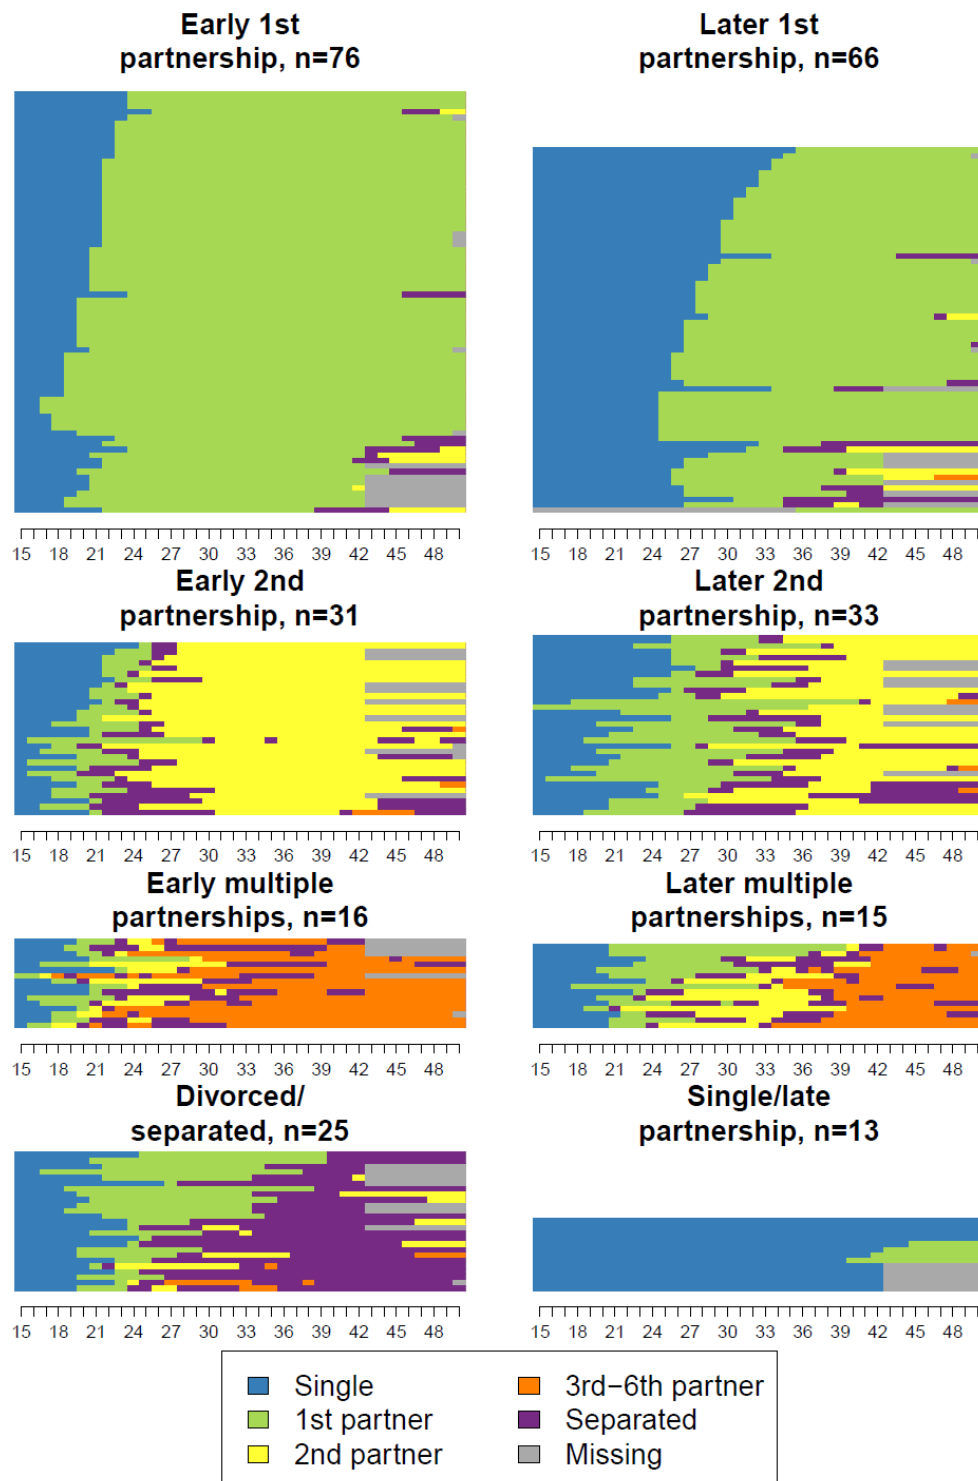 Early 1st
partnership, n=76
Later 1st
partnership, n=66
15 18 21 24 27 30 33 36 39 42 45 48
15 18 21 24 27 30 33 36 39 42 45 48
Early 2nd
partnership, n=31
Later 2nd
partnership, n=33
15 18 21 24 27 30 33 36 39 42 45 48
15 18 21 24 27 30 33 36 39 42 45 48
Early multiple
partnerships, n=16
Later multiple
partnerships, n=15
15 18 21 24 27 30 33 36 39 42 45 48
15 18 21 24 27 30 33 36 39 42 45 48
Divorced/
separated, n=25
Single/late
partnership, n=13
15 18 21 24 27 30 33 36 39 42 45 48
15 18 21 24 27 30 33 36 39 42 45 48
Single
1st partner
2nd partner
3rd−6th partner
Separated
Missing